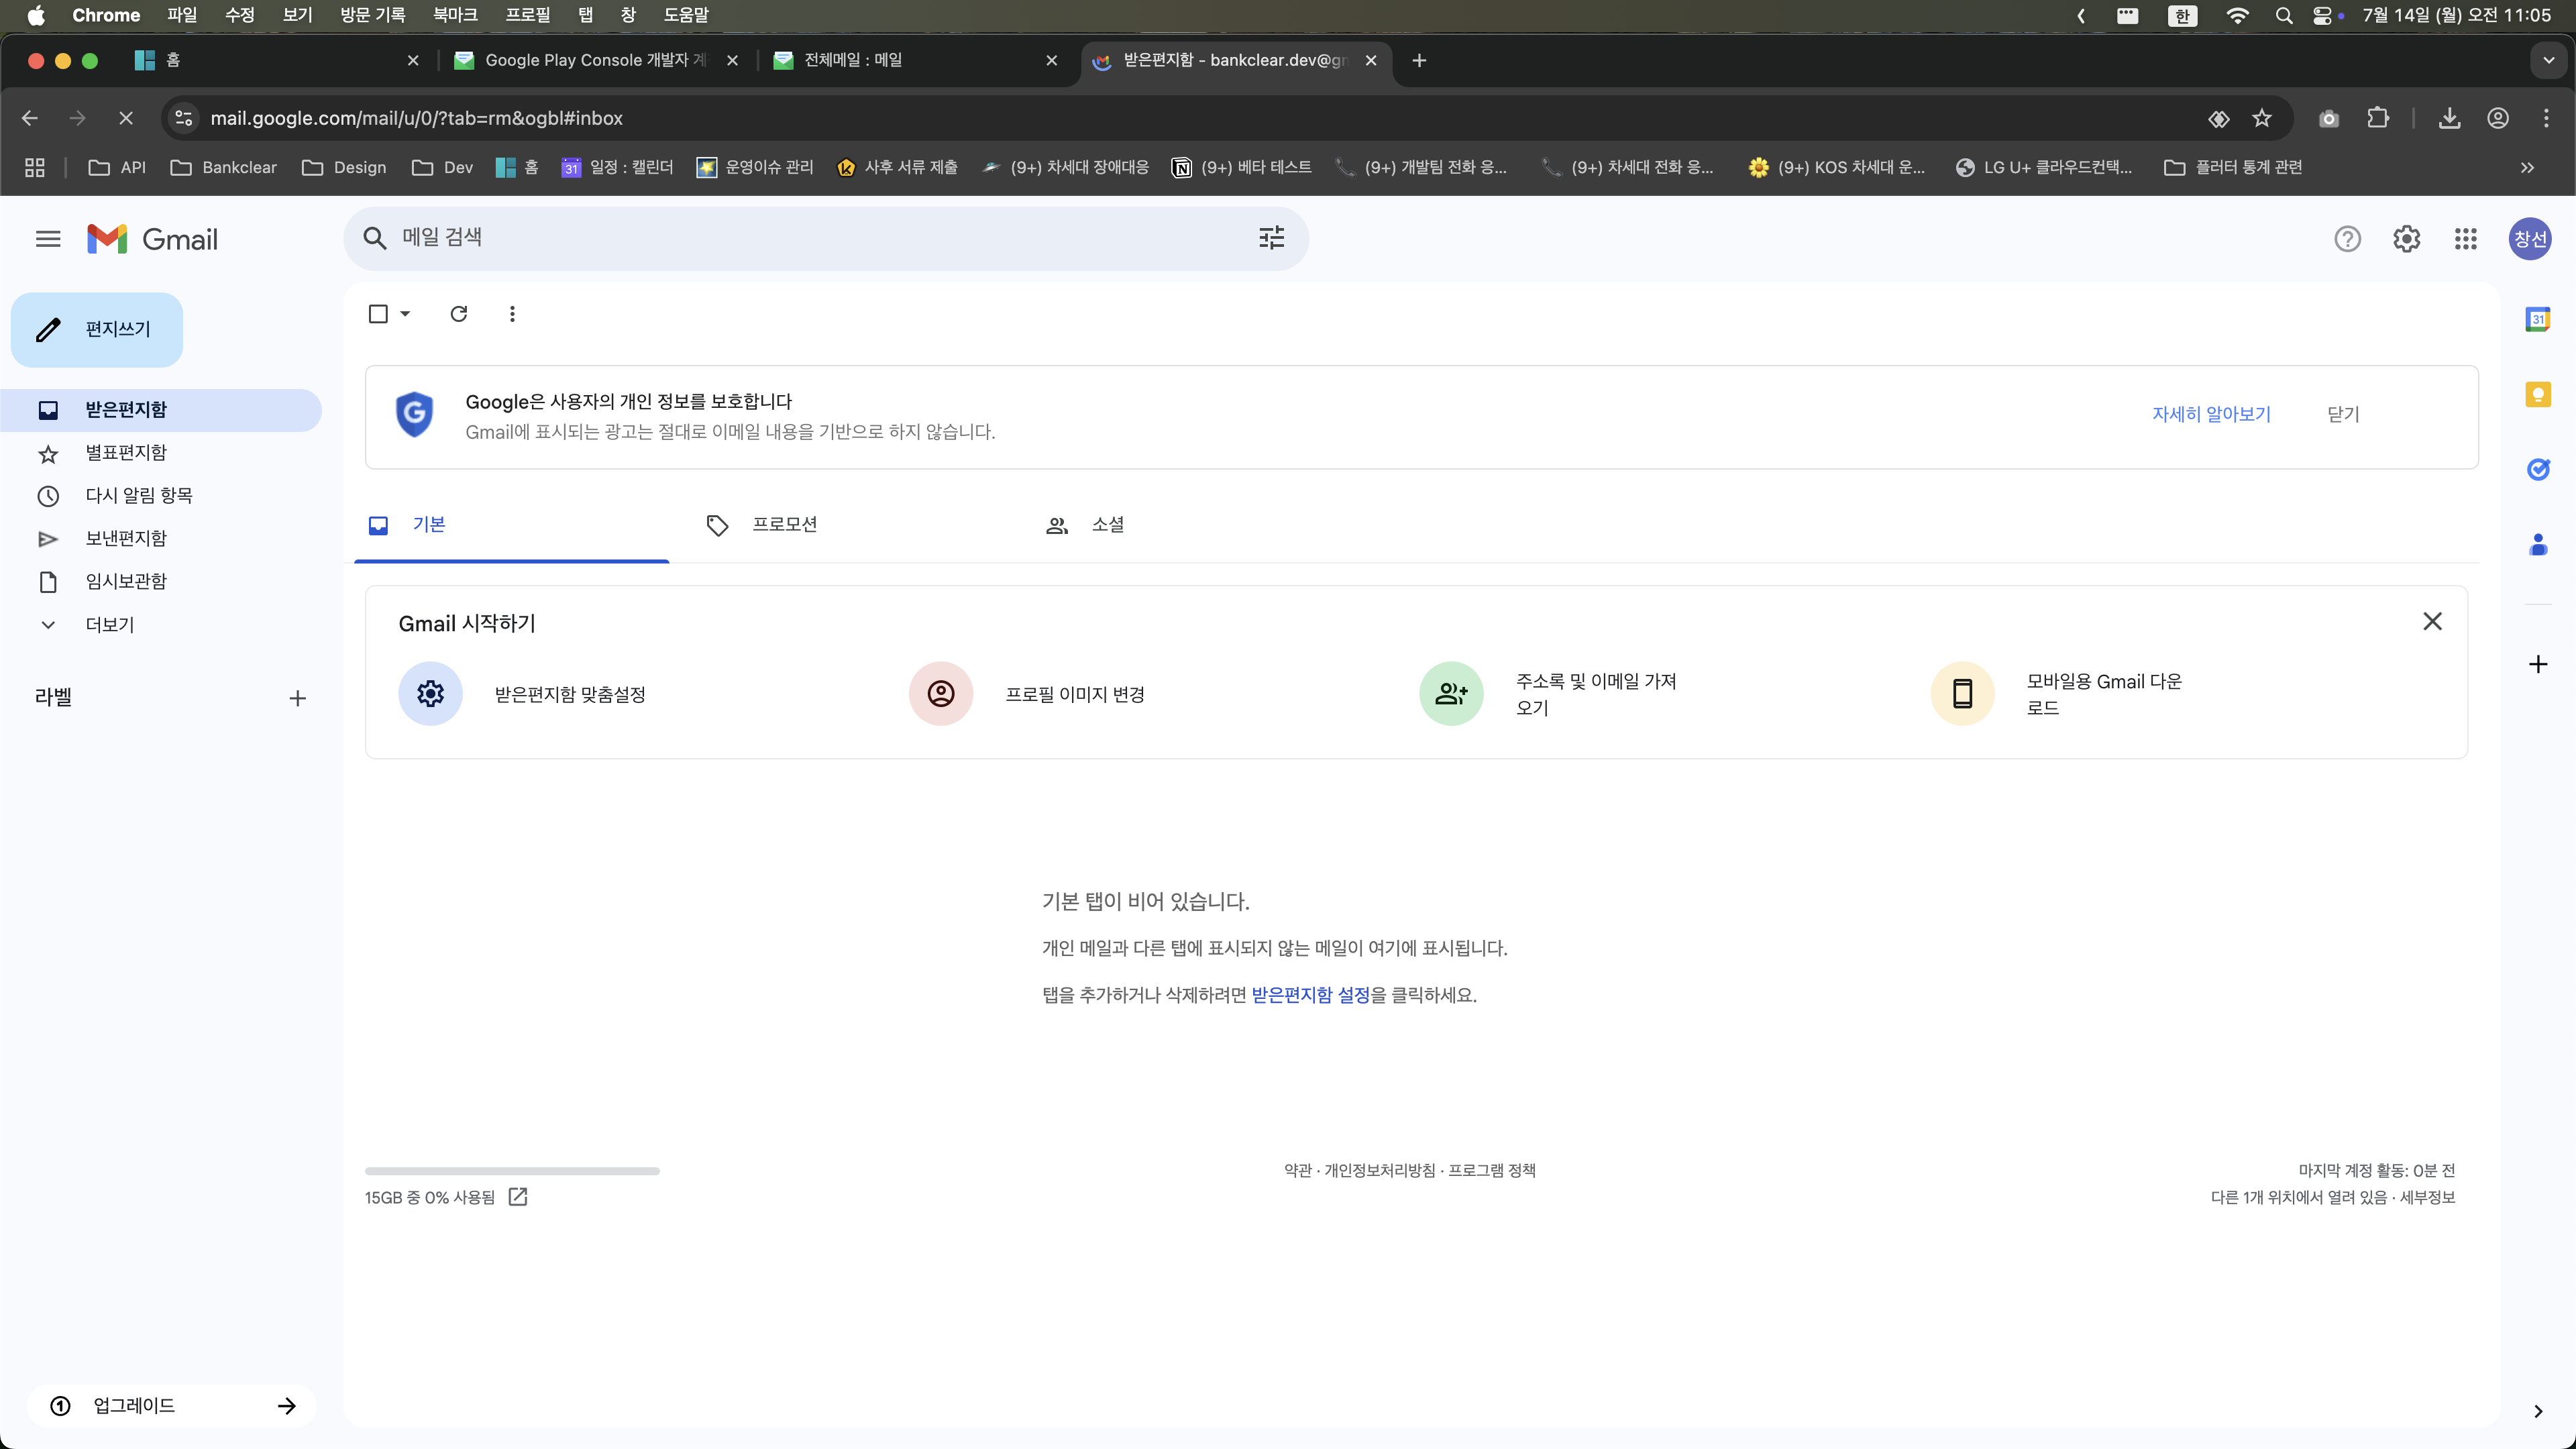 Chrome 파일 수정 보기 방문 기록 북마크 프로필 탭 창 도움말 한 7월 14일 (월) 오전 11:05
홈 Google Play Console 개발자 계 전체메일 : 메일 받은편지함 - bankclear.dev@gm
mail.google.com/mail/u/0/?tab=rm&ogbl#inbox
API Bankclear Design Dev 홈 31 일정 : 캘린더 운영이슈 관리 사후 서류 제출 (9+) 차세대 장애대응 (9+) 베타 테스트 (9+) 개발팀 전화 응... (9+) 차세대 전화 응... (9+) KOS 차세대 운... LG U+ 클라우드컨택... 플러터 통계 관련
Gmail 메일 검색 창선
편지쓰기
31
받은편지함
별표편지함
다시 알림 항목
보낸편지함
임시보관함
더보기
라벨
업그레이드
Google은 사용자의 개인 정보를 보호합니다
Gmail에 표시되는 광고는 절대로 이메일 내용을 기반으로 하지 않습니다.
자세히 알아보기 닫기
기본 프로모션 소셜
Gmail 시작하기
받은편지함 맞춤설정
프로필 이미지 변경
주소록 및 이메일 가져
오기
모바일용 Gmail 다운
로드
기본 탭이 비어 있습니다.
개인 메일과 다른 탭에 표시되지 않는 메일이 여기에 표시됩니다.
탭을 추가하거나 삭제하려면 받은편지함 설정을 클릭하세요.
15GB 중 0% 사용됨
약관 · 개인정보처리방침 · 프로그램 정책
마지막 계정 활동: 0분 전
다른 1개 위치에서 열려 있음 · 세부정보